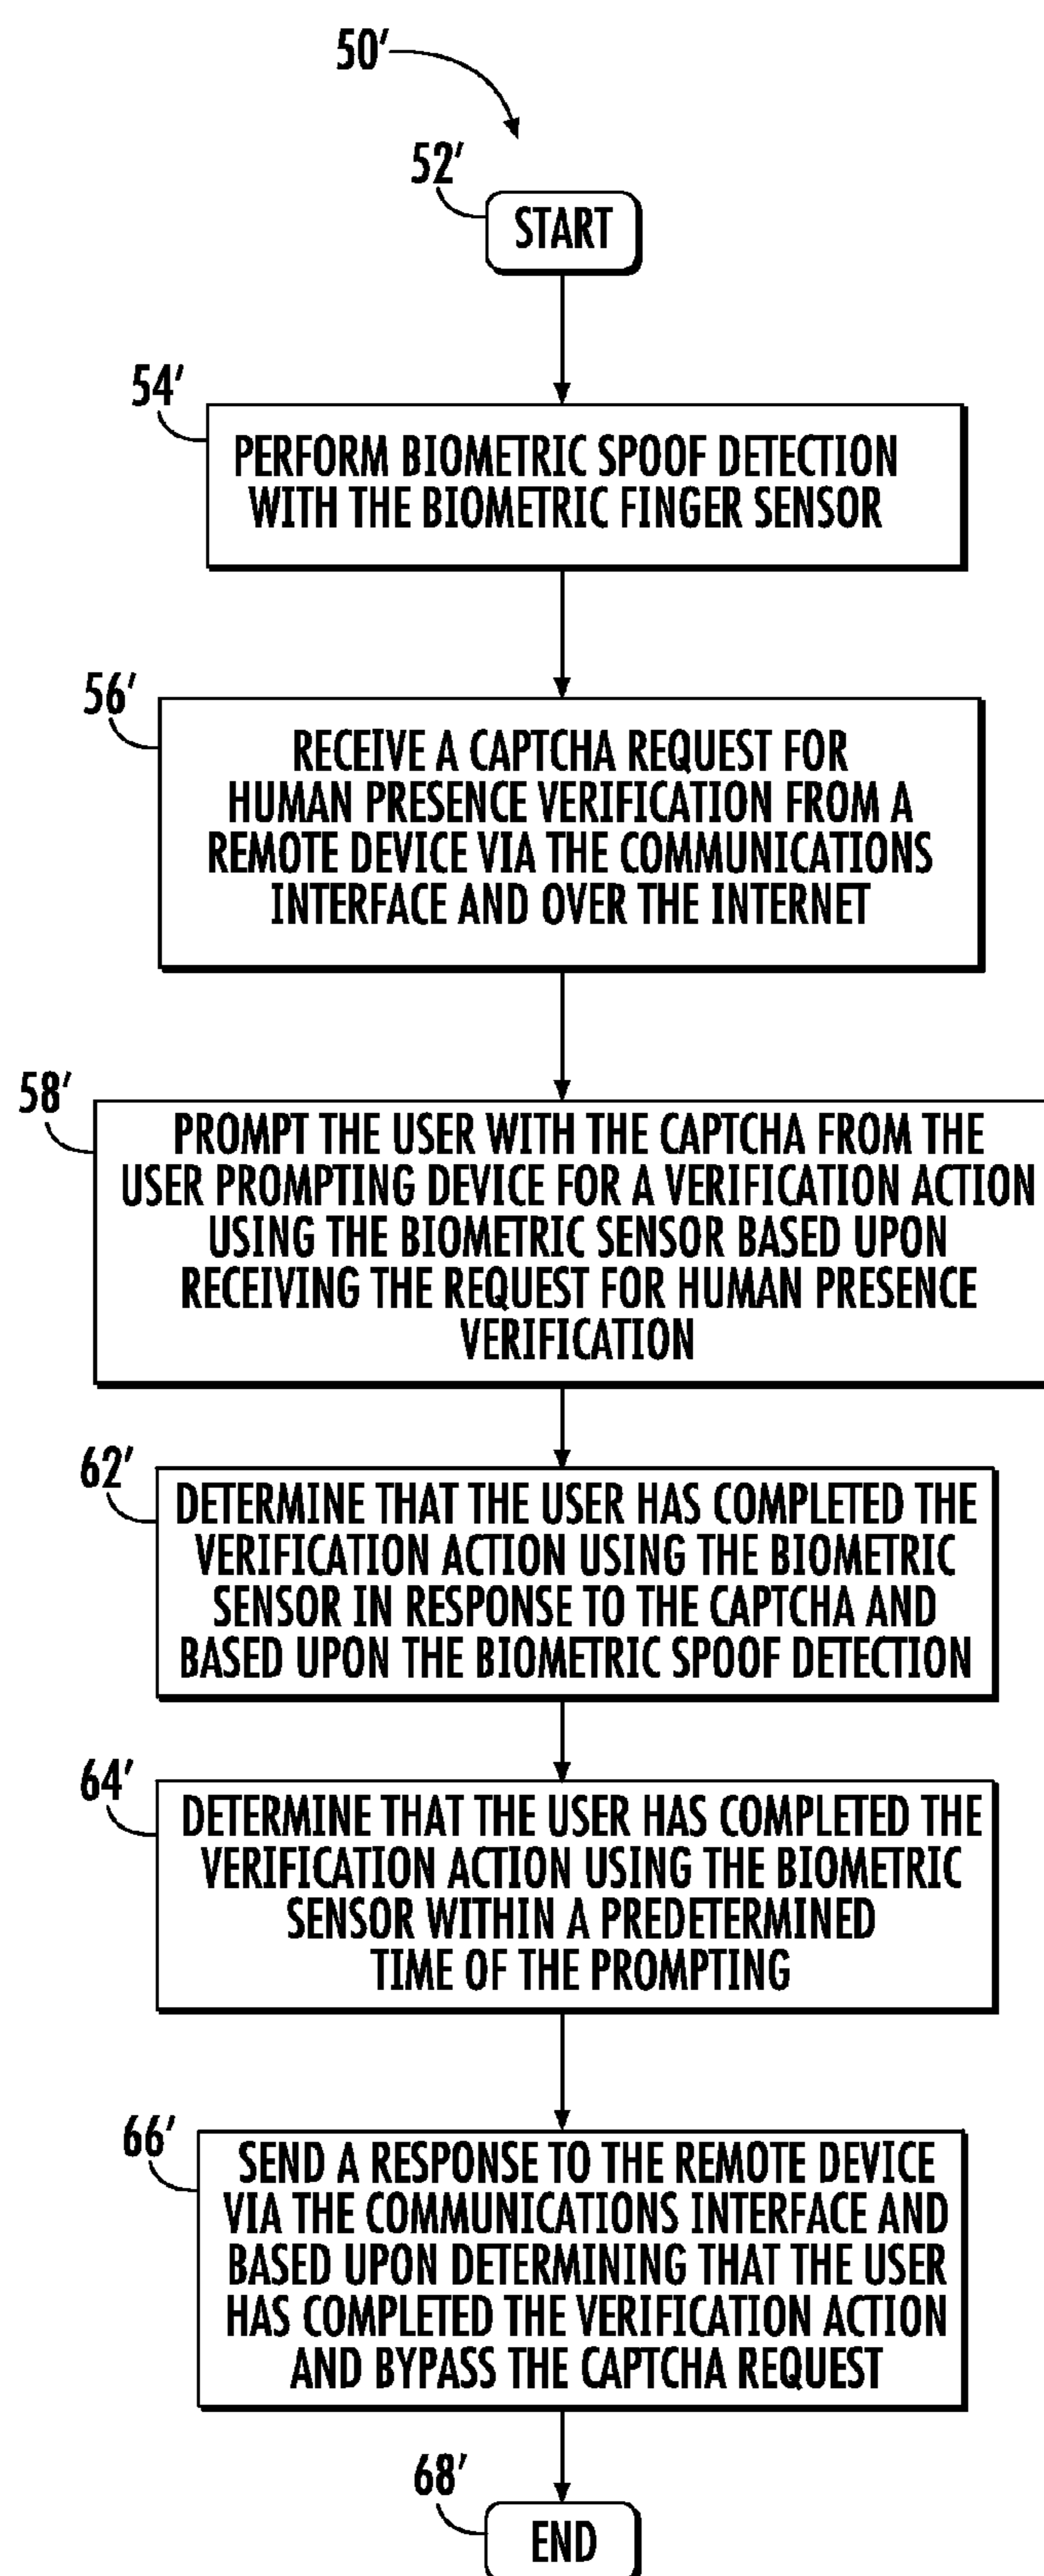 50'
52'
START
54'
PERFORM BIOMETRIC SPOOF DETECTION
WITH THE BIOMETRIC FINGER SENSOR
56'
RECEIVE A CAPTCHA REQUEST FOR
HUMAN PRESENCE VERIFICATION FROM A
REMOTE DEVICE VIA THE COMMUNICATIONS
INTERFACE AND OVER THE INTERNET
58'
PROMPT THE USER WITH THE CAPTCHA FROM THE
USER PROMPTING DEVICE FOR A VERIFICATION ACTION
USING THE BIOMETRIC SENSOR BASED UPON
RECEIVING THE REQUEST FOR HUMAN PRESENCE
VERIFICATION
62'
DETERMINE THAT THE USER HAS COMPLETED THE
VERIFICATION ACTION USING THE BIOMETRIC
SENSOR IN RESPONSE TO THE CAPTCHA AND
BASED UPON THE BIOMETRIC SPOOF DETECTION
64'
DETERMINE THAT THE USER HAS COMPLETED THE
VERIFICATION ACTION USING THE BIOMETRIC
SENSOR WITHIN A PREDETERMINED
TIME OF THE PROMPTING
66'
SEND A RESPONSE TO THE REMOTE DEVICE
VIA THE COMMUNICATIONS INTERFACE AND
BASED UPON DETERMINING THAT THE USER
HAS COMPLETED THE VERIFICATION ACTION
AND BYPASS THE CAPTCHA REQUEST
68'
END